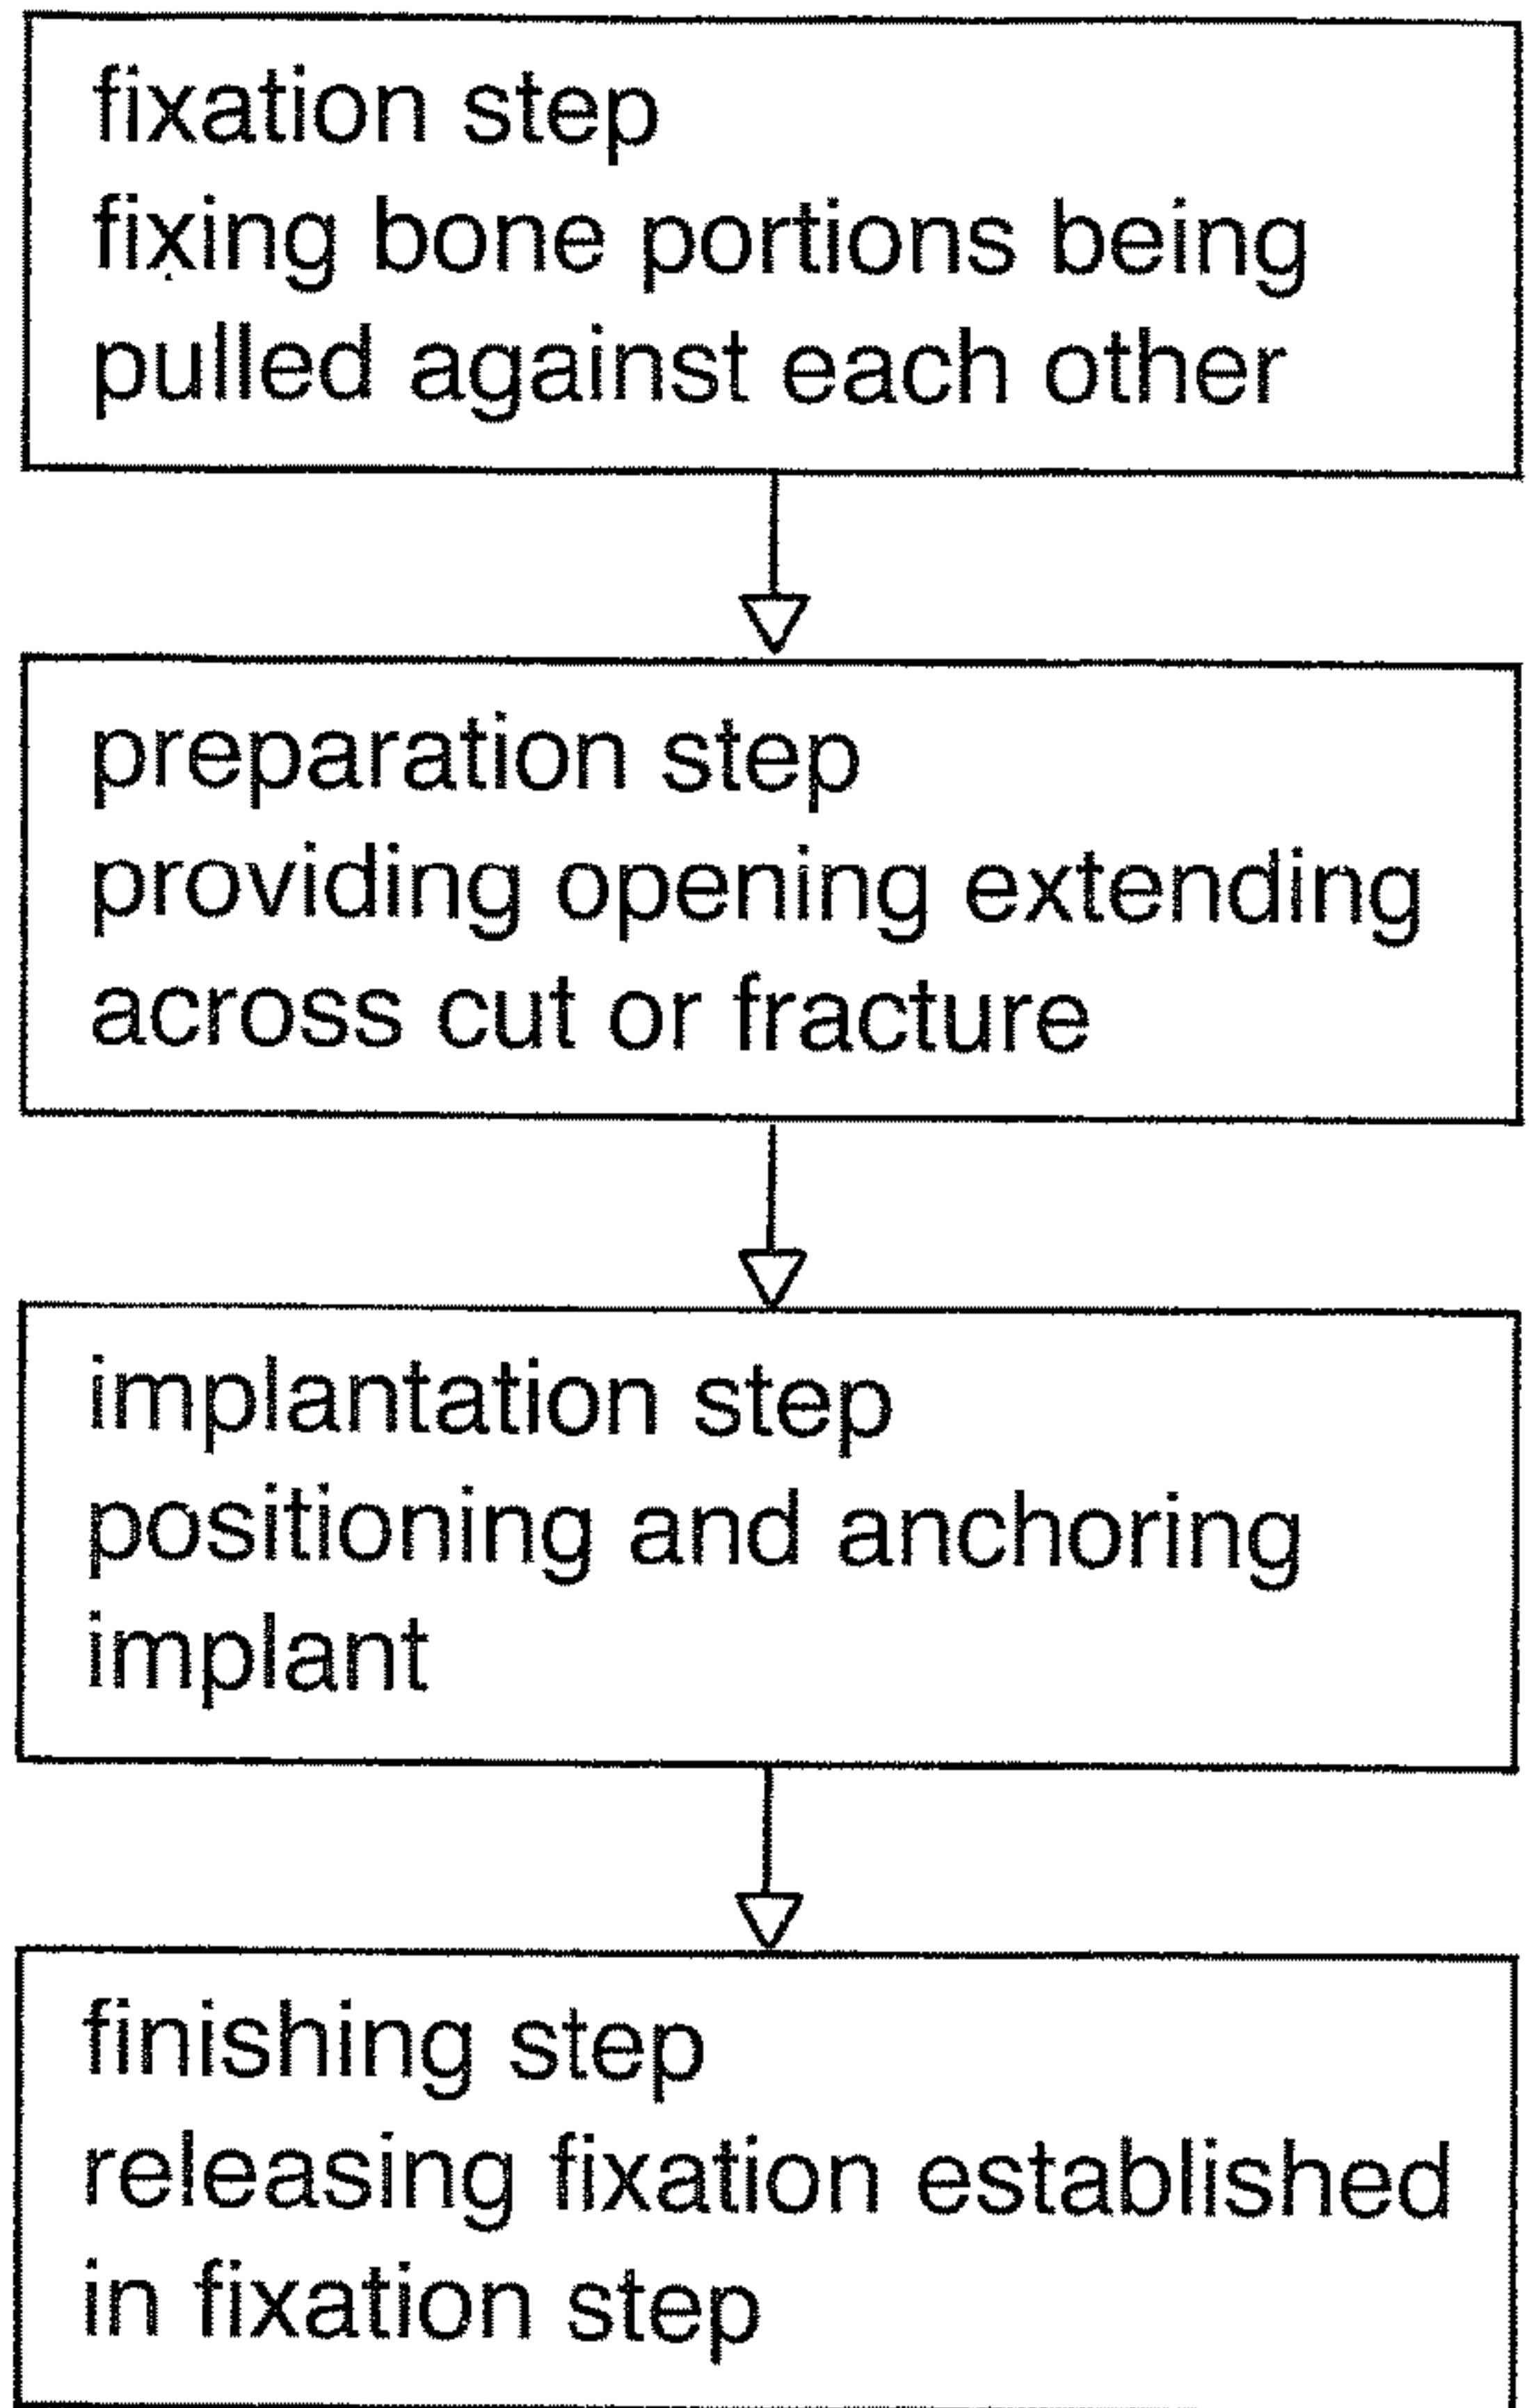 fixation step
fixing bone portions being
pulled against each other
preparation step
providing opening extending
across cut or fracture
implantation step
positioning and anchoring
implant
finishing step
releasing fixation established
in fixation step